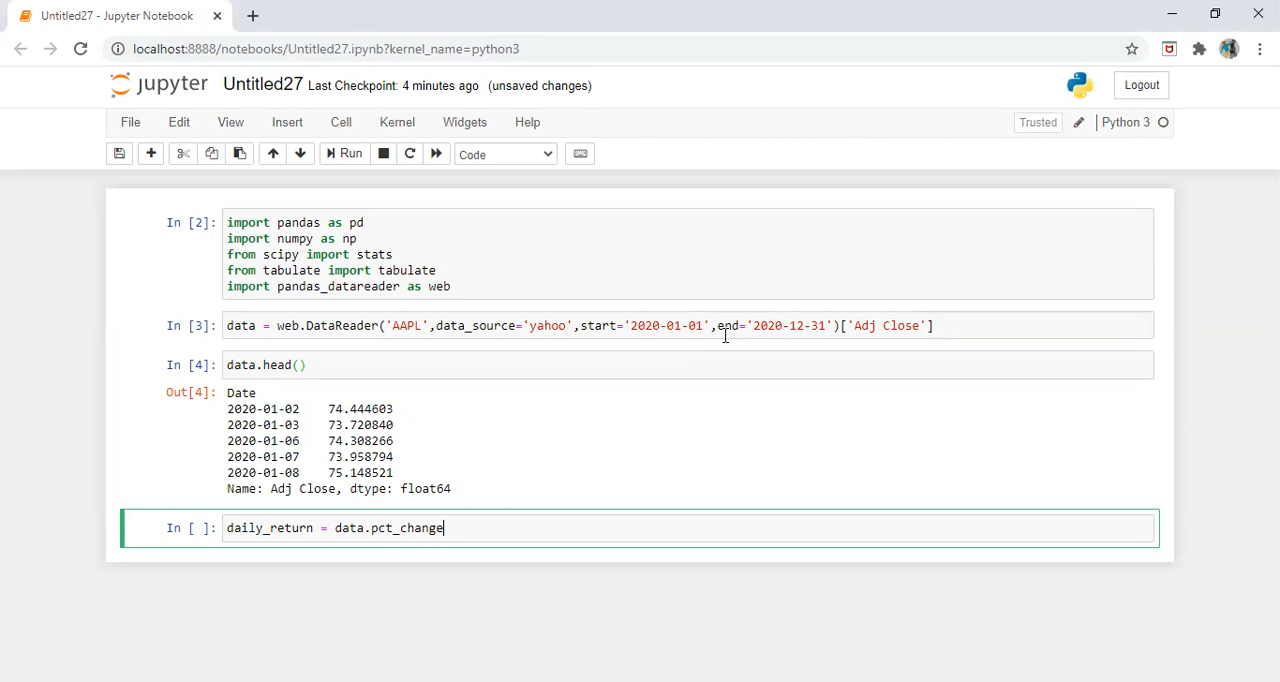 Untitled27 - Jupyter Notebook
localhost:8888/notebooks/Untitled27.ipynb?kernel_name=python3
jupyter Untitled27 Last Checkpoint: 4 minutes ago (unsaved changes) Logout
File Edit View Insert Cell Kernel Widgets Help Trusted Python 3
Run Code
In [2]: import pandas as pd
import numpy as np
from scipy import stats
from tabulate import tabulate
import pandas_datareader as web
In [3]: data = web.DataReader('AAPL',data_source='yahoo',start='2020-01-01',end='2020-12-31')['Adj Close']
In [4]: data.head()
Out[4]: Date
2020-01-02 74.444603
2020-01-03 73.720840
2020-01-06 74.308266
2020-01-07 73.958794
2020-01-08 75.148521
Name: Adj Close, dtype: float64
In [ ]: daily_return = data.pct_change